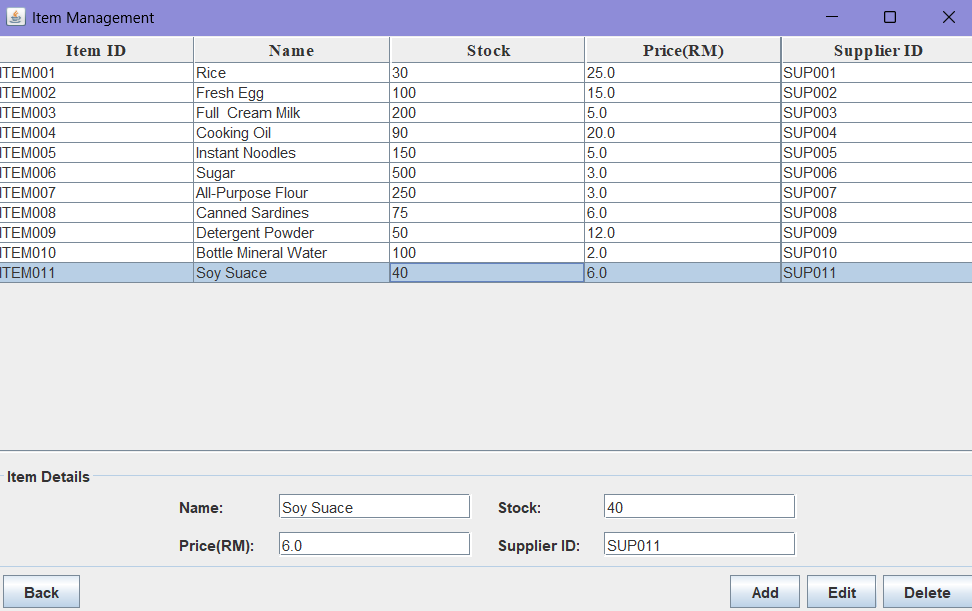 Item Management
Item ID Name Stock Price(RM) Supplier ID
ITEM001 Rice 30 25.0 SUP001
ITEM002 Fresh Egg 100 15.0 SUP002
ITEM003 Full  Cream Milk 200 5.0 SUP003
ITEM004 Cooking Oil 90 20.0 SUP004
ITEM005 Instant Noodles 150 5.0 SUP005
ITEM006 Sugar 500 3.0 SUP006
ITEM007 All-Purpose Flour 250 3.0 SUP007
ITEM008 Canned Sardines 75 6.0 SUP008
ITEM009 Detergent Powder 50 12.0 SUP009
ITEM010 Bottle Mineral Water 100 2.0 SUP010
ITEM011 Soy Suace 40 6.0 SUP011
Item Details
Name: Soy Suace Stock: 40
Price(RM): 6.0 Supplier ID: SUP011
Back Add Edit Delete